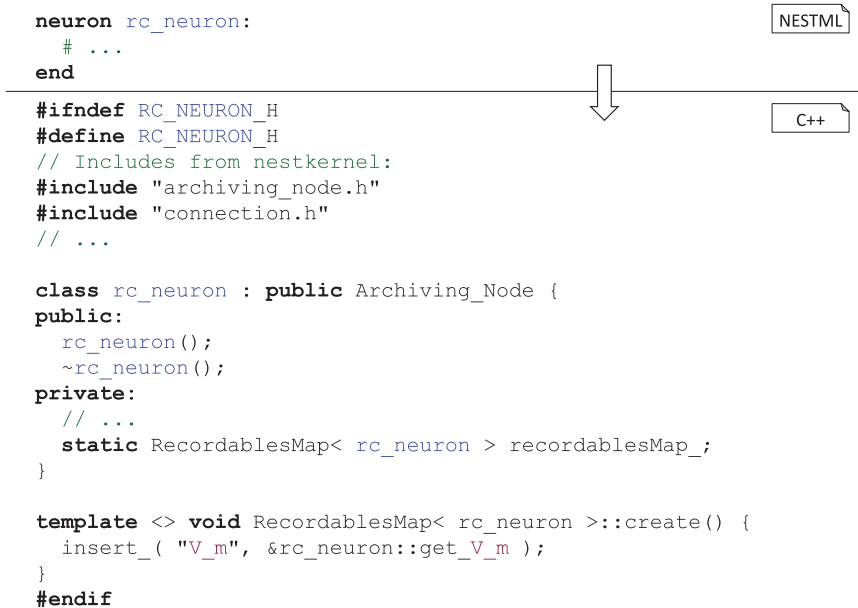 neuron rc_neuron:
NESTML
# ...
end
#ifndef RC_NEURON_H
C++
#define RC_NEURON_H
// Includes from nestkernel:
#include "archiving_node.h"
#include "connection.h"
// ...
class rc_neuron : public Archiving_Node {
public:
rc_neuron();
~rc_neuron();
private:
// ...
static RecordablesMap< rc_neuron > recordablesMap_;
}
template <> void RecordablesMap< rc_neuron >::create() {
insert_( "V_m", &rc_neuron::get_V_m );
}
#endif